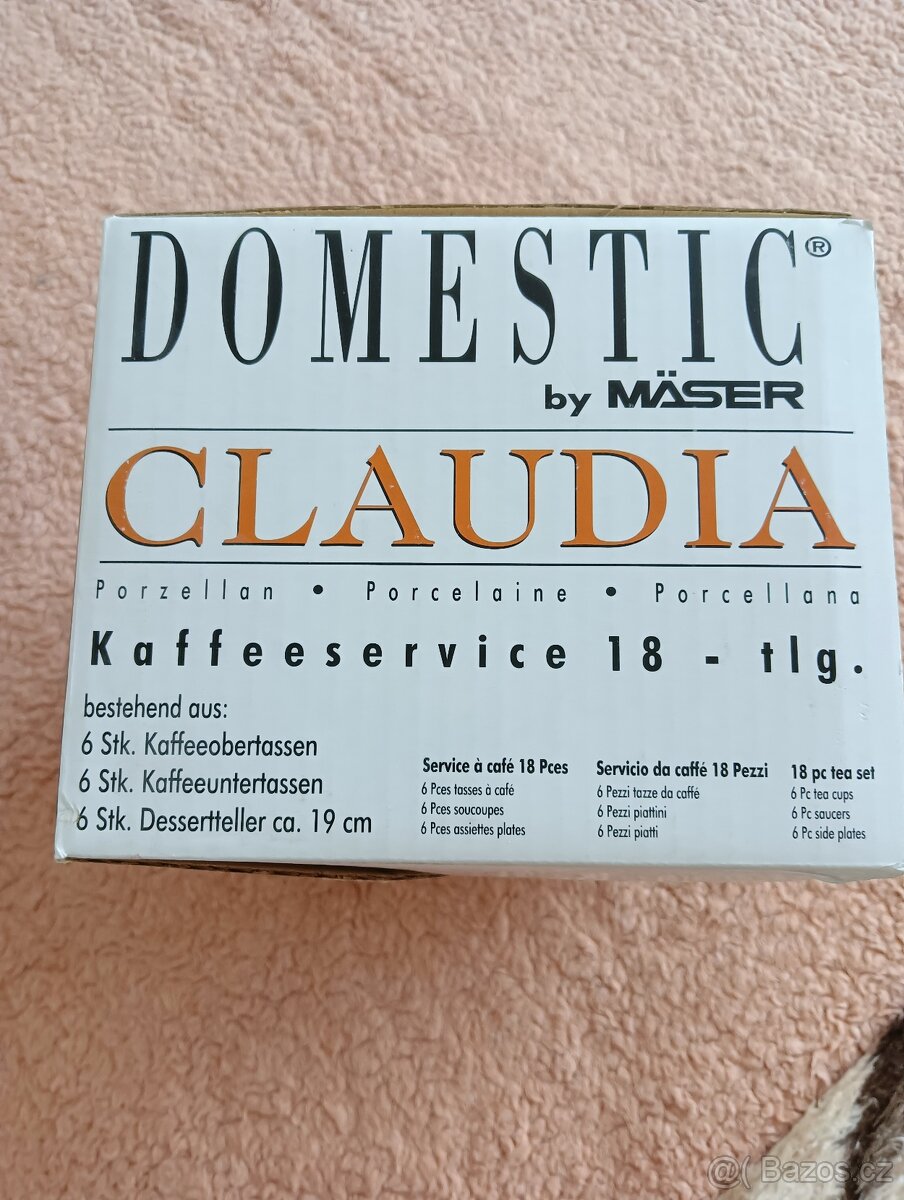 DOMESTIC®
by MÄSER
CLAUDIA
Porzellan • Porcelaine • Porcellana
Kaffeeservice 18 - tlg.
bestehend aus:
6 Stk. Kaffeeobertassen
6 Stk. Kaffeeuntertassen
6 Stk. Dessertteller ca. 19 cm
Service à café 18 Pces
6 Pces tasses à café
6 Pces soucoupes
6 Pces assiettes plates
Servicio da caffé 18 Pezzi
6 Pezzi tazze da caffé
6 Pezzi piattini
6 Pezzi piatti
18 pc tea set
6 Pc tea cups
6 Pc saucers
6 Pc side plates
@( Bazos.cz